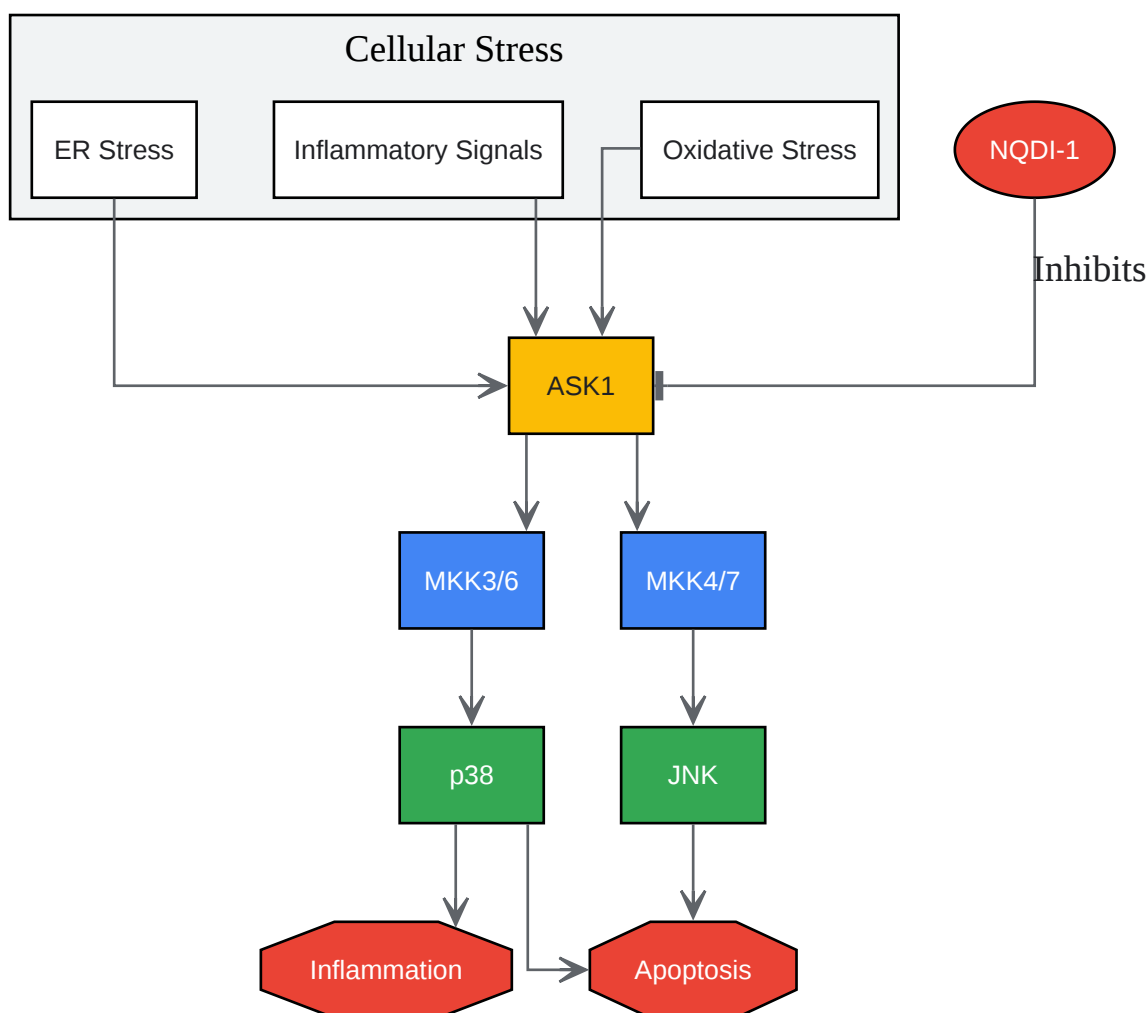 Cellular Stress
ER Stress
Inflammatory Signals
Oxidative Stress
NQDI-1
Inhibits
ASK1
MKK3/6
MKK4/7
p38
JNK
Inflammation
Apoptosis